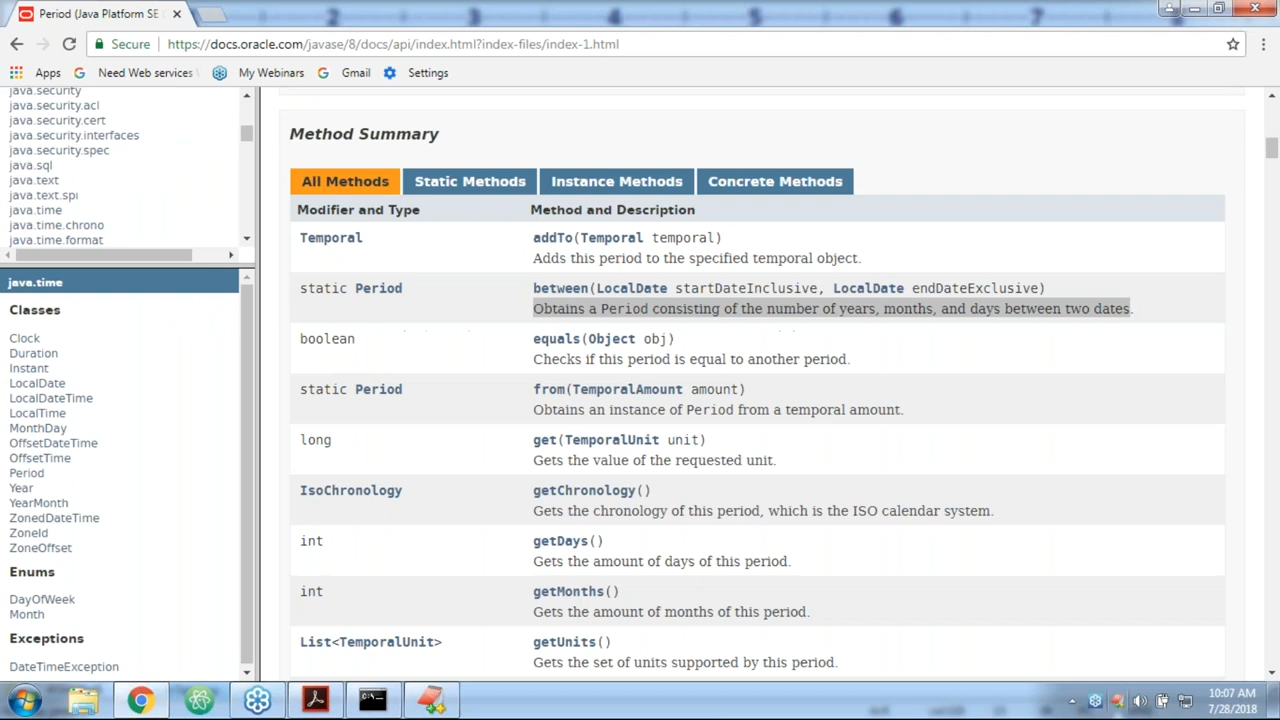 2 3 4 5 6 7
Period (Java Platform SE
Secure https://docs.oracle.com/javase/8/docs/api/index.html?index-files/index-1.html
Apps Need Web services My Webinars Gmail Settings
java.security
java.security.acl
java.security.cert
java.security.interfaces
java.security.spec
java.sql
java.text
java.text.spi
java.time
java.time.chrono
java.time.format
java.time
Classes
Clock
Duration
Instant
LocalDate
LocalDateTime
LocalTime
MonthDay
OffsetDateTime
OffsetTime
Period
Year
YearMonth
ZonedDateTime
ZoneId
ZoneOffset
Enums
DayOfWeek
Month
Exceptions
DateTimeException
Method Summary
All Methods Static Methods Instance Methods Concrete Methods
Modifier and Type Method and Description
Temporal addTo(Temporal temporal)
Adds this period to the specified temporal object.
static Period between(LocalDate startDateInclusive, LocalDate endDateExclusive)
Obtains a Period consisting of the number of years, months, and days between two dates.
boolean equals(Object obj)
Checks if this period is equal to another period.
static Period from(TemporalAmount amount)
Obtains an instance of Period from a temporal amount.
long get(TemporalUnit unit)
Gets the value of the requested unit.
IsoChronology getChronology()
Gets the chronology of this period, which is the ISO calendar system.
int getDays()
Gets the amount of days of this period.
int getMonths()
Gets the amount of months of this period.
List<TemporalUnit> getUnits()
Gets the set of units supported by this period.
10:07 AM
7/28/2018